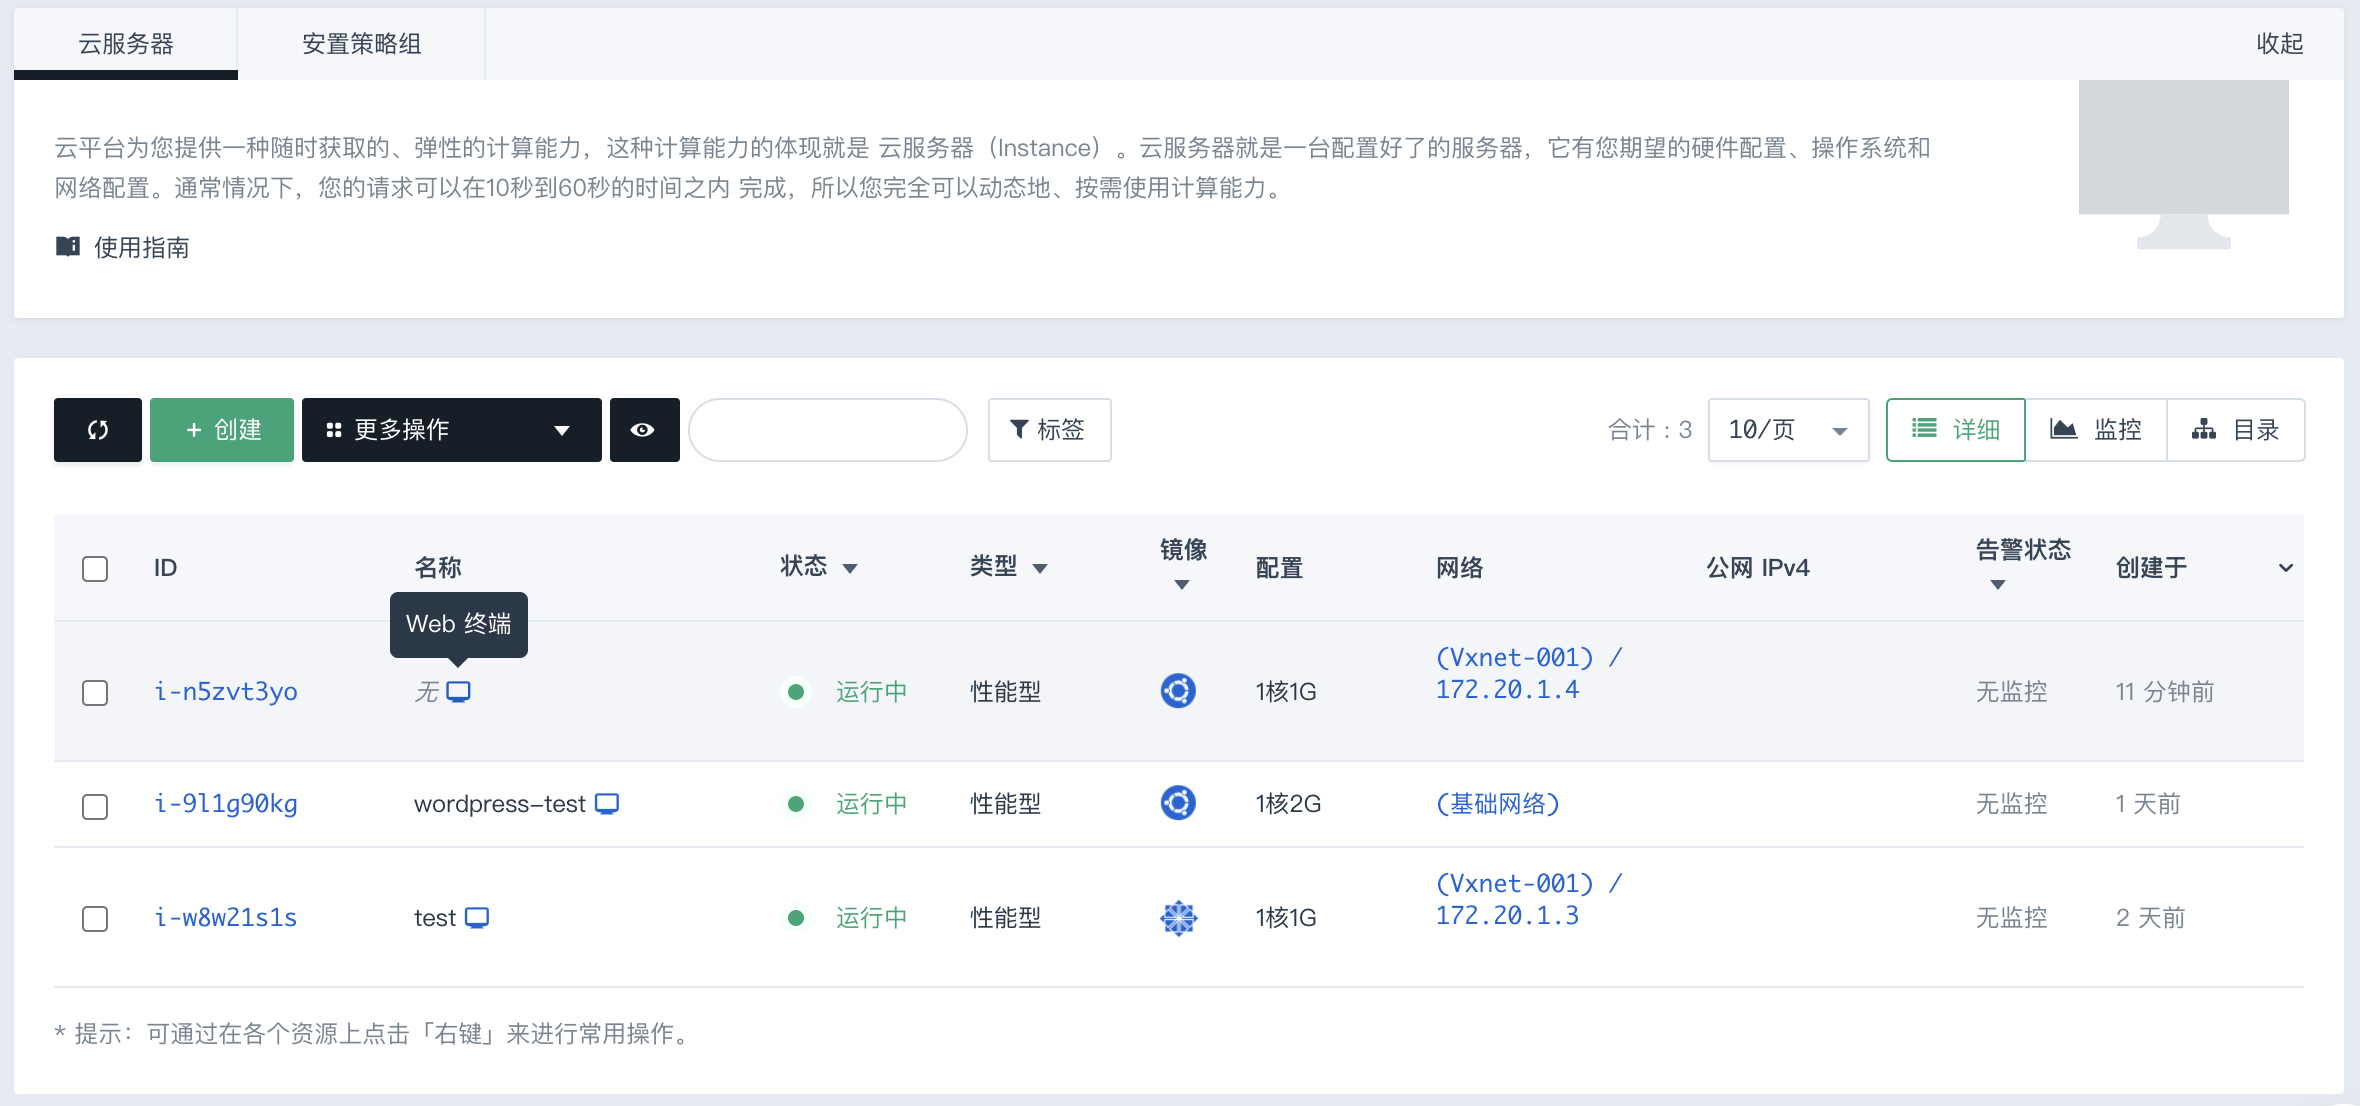 云服务器
安置策略组
收起
云平台为您提供一种随时获取的、弹性的计算能力，这种计算能力的体现就是 云服务器（Instance）。云服务器就是一台配置好了的服务器，它有您期望的硬件配置、操作系统和
网络配置。通常情况下，您的请求可以在10秒到60秒的时间之内 完成，所以您完全可以动态地、按需使用计算能力。
使用指南
+ 创建
更多操作
标签
合计：3
10/页
详细
监控
目录
ID 名称 状态 类型 镜像 配置 网络 公网 IPv4 告警状态 创建于
Web 终端
i-n5zvt3yo 无 运行中 性能型 1核1G (Vxnet-001) / 无监控 11 分钟前
172.20.1.4
i-9l1g90kg wordpress-test 运行中 性能型 1核2G (基础网络) 无监控 1 天前
i-w8w21s1s test 运行中 性能型 1核1G (Vxnet-001) / 无监控 2 天前
172.20.1.3
* 提示：可通过在各个资源上点击「右键」来进行常用操作。